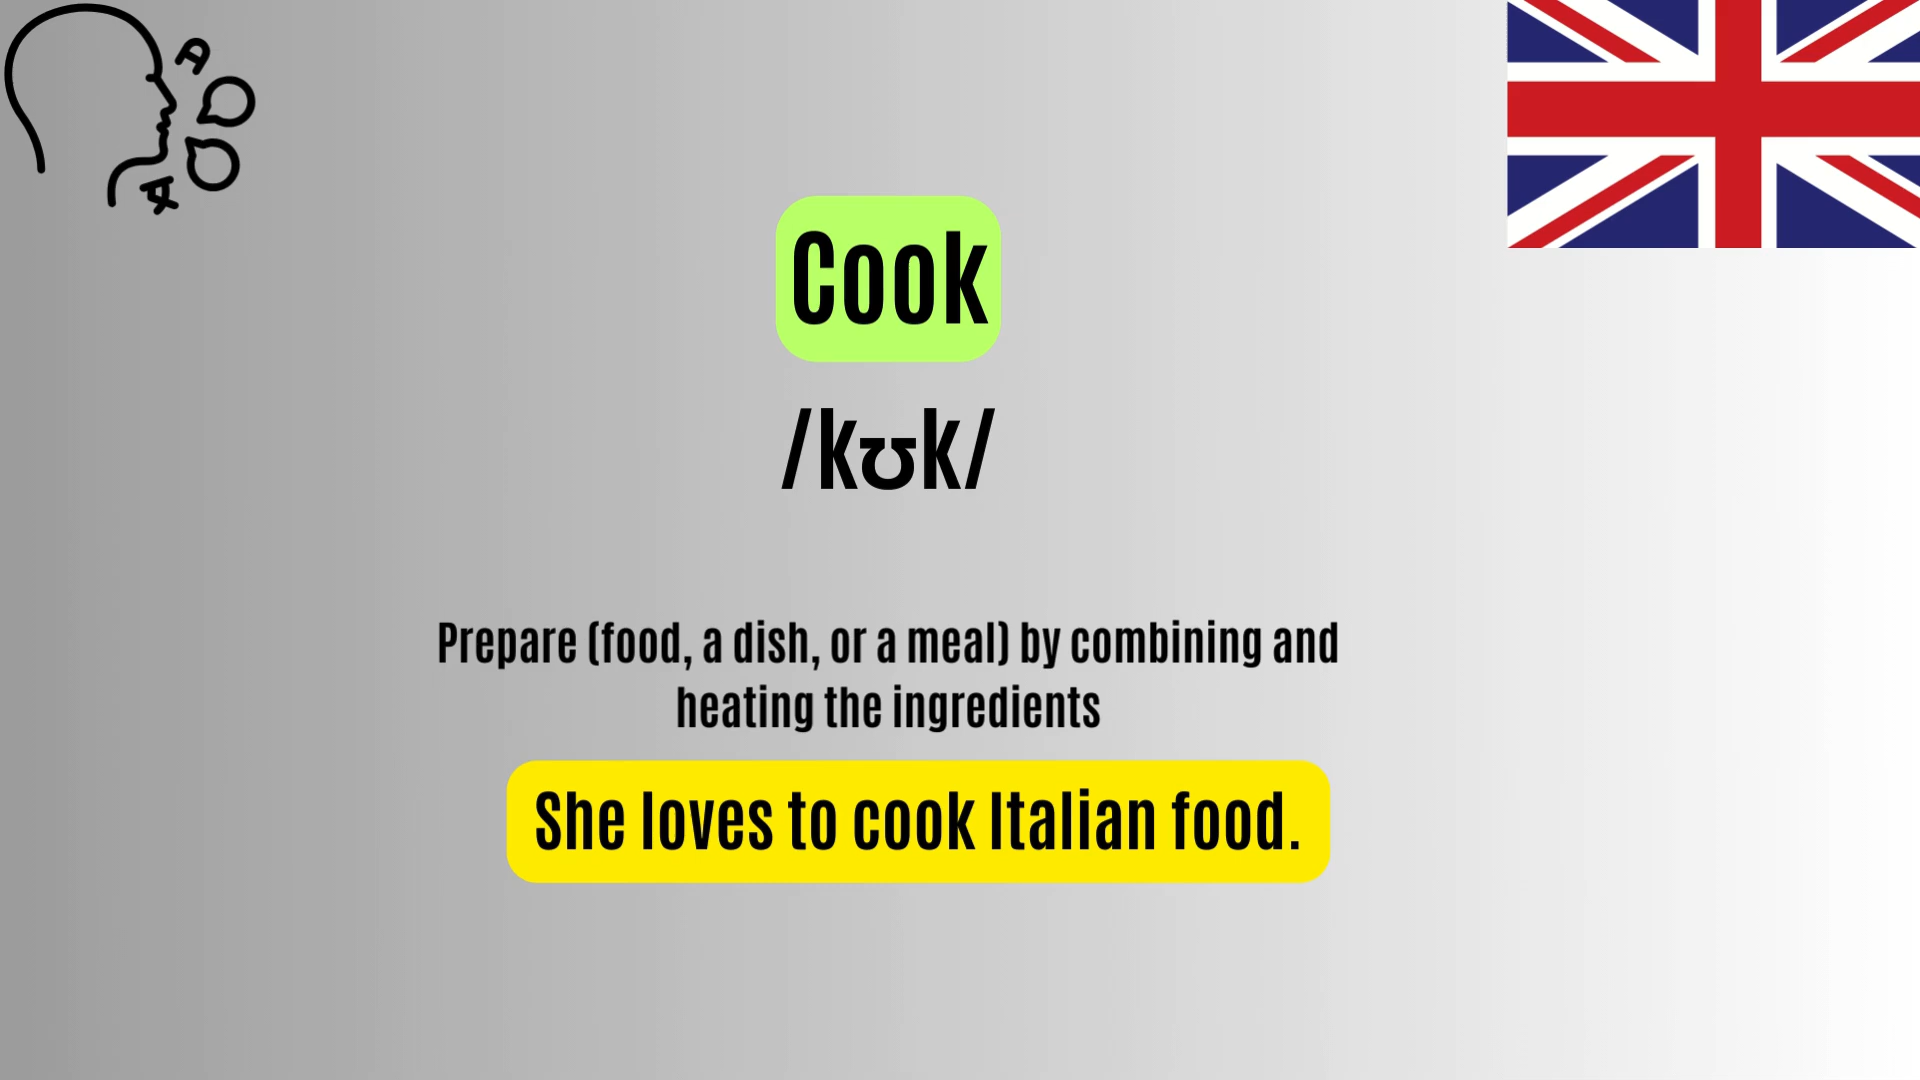 Cook
/kʊk/
Prepare (food, a dish, or a meal) by combining and
heating the ingredients
She loves to cook Italian food.